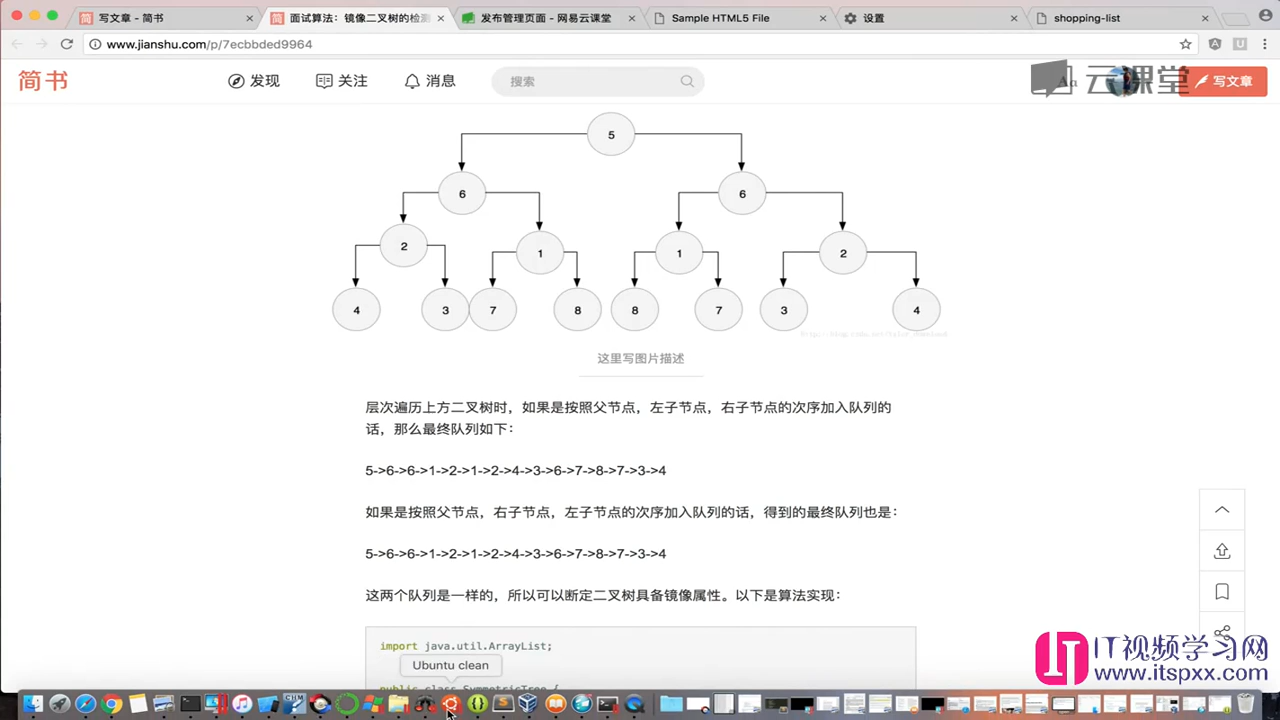 写文章 - 简书
面试算法：镜像二叉树的检测
发布管理页面 - 网易云课堂
Sample HTML5 File
设置
shopping-list
www.jianshu.com/p/7ecbbded9964
简书
发现
关注
消息
搜索
Aa
云课堂
写文章
5
6
6
2
1
1
2
4
3
7
8
8
7
3
4
这里写图片描述
层次遍历上方二叉树时，如果是按照父节点，左子节点，右子节点的次序加入队列的
话，那么最终队列如下：
5->6->6->1->2->1->2->4->3->6->7->8->7->3->4
如果是按照父节点，右子节点，左子节点的次序加入队列的话，得到的最终队列也是：
5->6->6->1->2->1->2->4->3->6->7->8->7->3->4
这两个队列是一样的，所以可以断定二叉树具备镜像属性。以下是算法实现：
import java.util.ArrayList;
Ubuntu clean
public class SymmetricTree {
IT视频学习网
www.itspxx.com